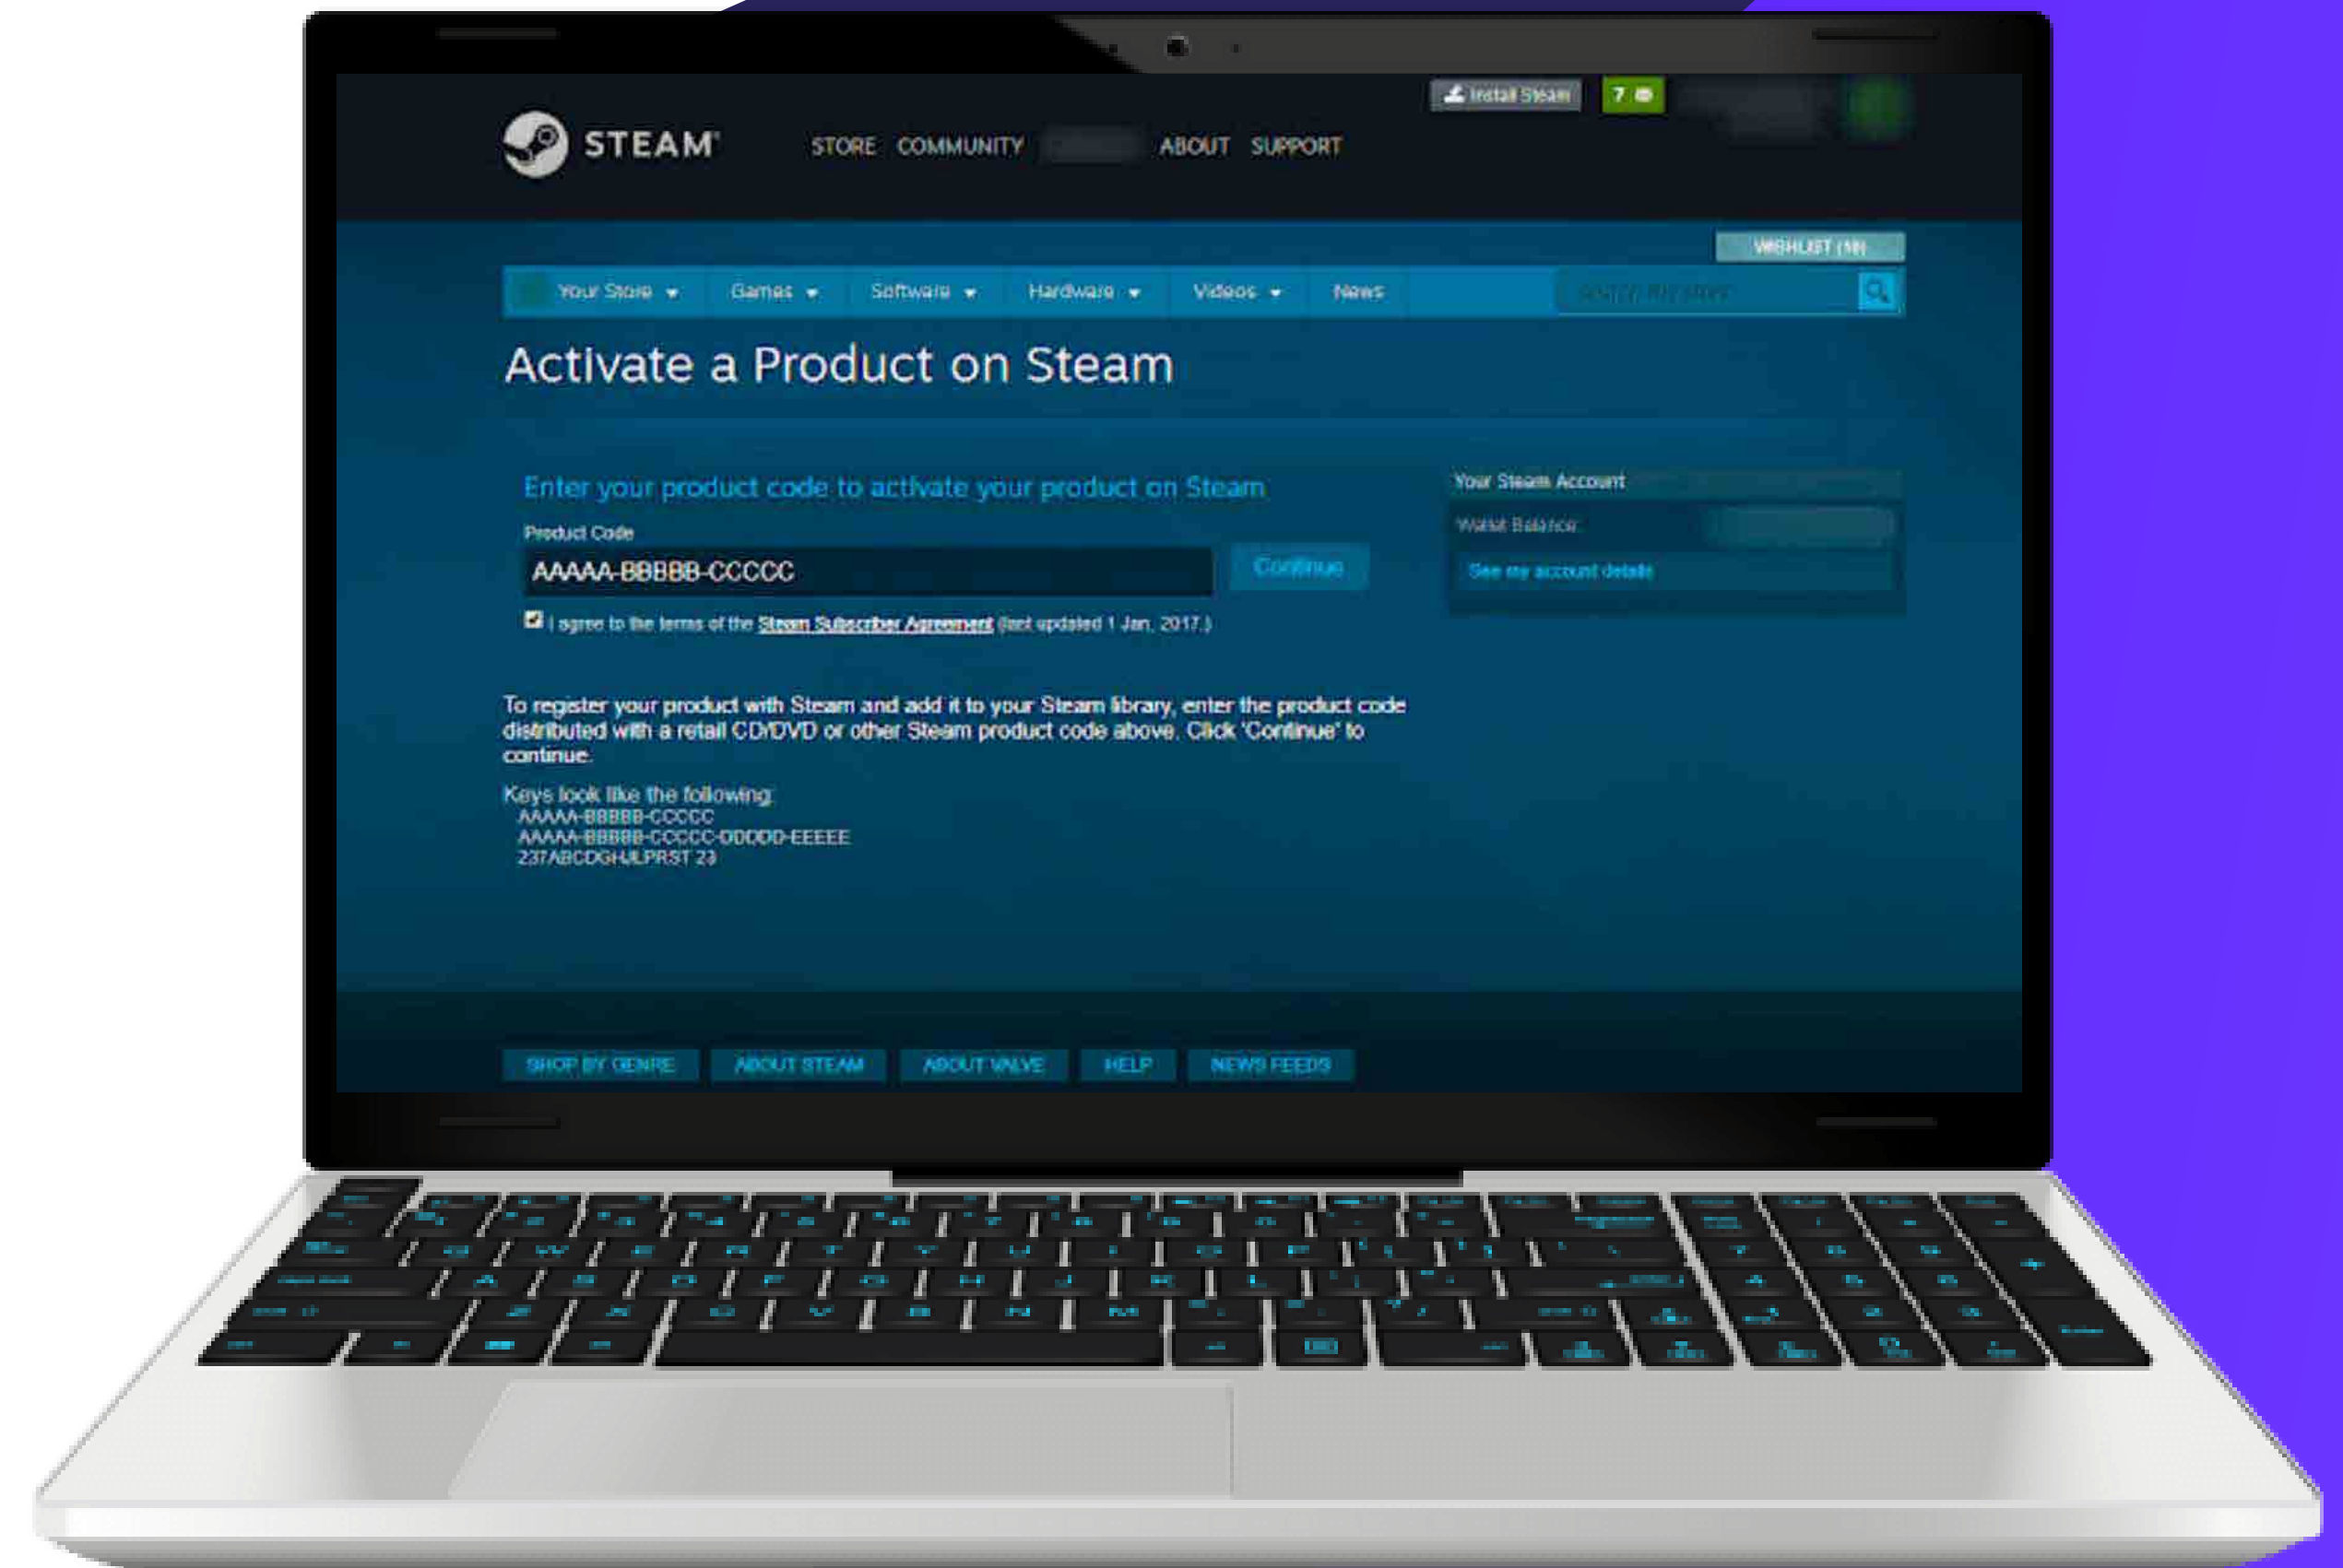 Install Steam
7
STEAM
STORE COMMUNITY ABOUT SUPPORT
WISHLIST
Your Store Games Software Hardware Videos News
Activate a Product on Steam
Enter your product code to activate your product on Steam
Product Code
AAAAA-BBBBB-CCCCC
Continue
I agree to the terms of the Steam Subscriber Agreement (last updated 1 Jan, 2017.)
Your Steam Account
Wallet Balance:
See my account details
To register your product with Steam and add it to your Steam library, enter the product code
distributed with a retail CD/DVD or other Steam product code above. Click 'Continue' to
continue.
Keys look like the following:
AAAAA-BBBBB-CCCCC
AAAAA-BBBBB-CCCCC-DDDDD-EEEEE
237ABCDGHJLPRST 23
SHOP BY GENRE ABOUT STEAM ABOUT VALVE HELP NEWS FEEDS